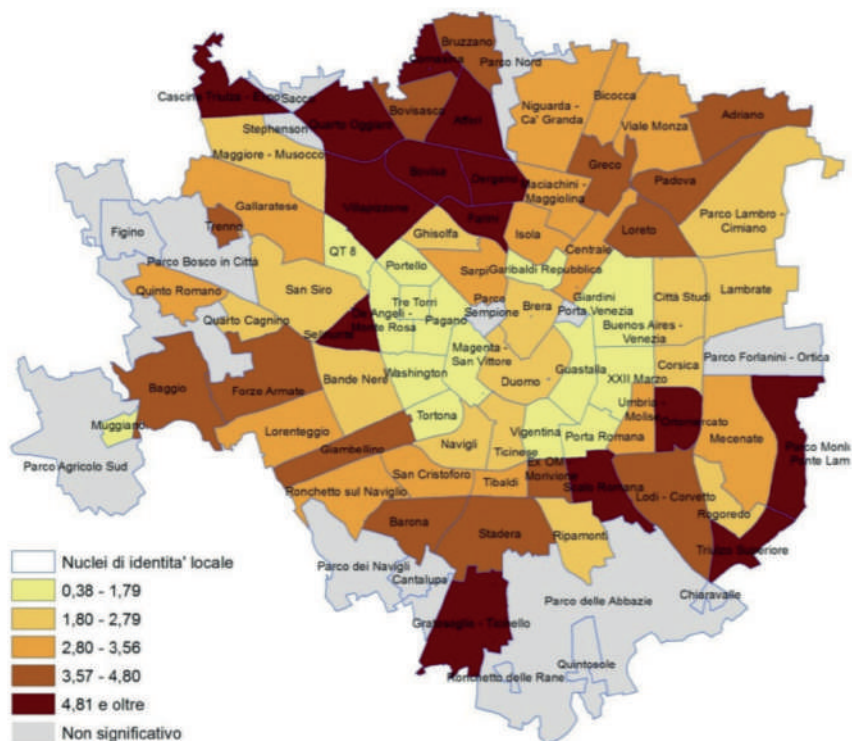 Bruzzano
Comasina
Parco Nord
Cascina Triulza - Expo
Sacco
Bovisasca
Niguarda -
Ca' Granda
Bicocca
Quarto Oggiaro
Affori
Adriano
Stephenson
Viale Monza
Maggiore - Musocco
Greco
Bovisa
Dergano
Maciachini -
Maggiolina
Padova
Gallaratese
Villapizzone
Farini
Parco Lambro -
Cimiano
Trenno
Figino
Ghisolfa
Isola
Loreto
QT 8
Centrale
Parco Bosco in Città
Portello
Sarpi
Garibaldi Repubblica
Quinto Romano
San Siro
Tre Torri
Parco
Sempione
Giardini
Porta Venezia
Città Studi
Lambrate
Quarto Cagnino
De Angeli -
Monte Rosa
Pagano
Brera
Selinunte
Buenos Aires -
Venezia
Magenta -
San Vittore
Parco Forlanini - Ortica
Corsica
Baggio
Forze Armate
Bande Nere
Washington
Duomo
Guastalla
XXII Marzo
Umbria -
Molise
Muggiano
Lorenteggio
Tortona
Vigentina
Porta Romana
Ortomercato
Mecenate
Parco Monlu
Ponte Lam
Parco Agricolo Sud
Giambellino
Navigli
Ticinese
San Cristoforo
Tibaldi
Ex OM
Morivione
Scalo Romana
Ronchetto sul Naviglio
Lodi - Corvetto
Rogoredo
Barona
Stadera
Ripamonti
Triulzo Superiore
Parco dei Navigli
Cantalupa
Chiaravalle
Parco delle Abbazie
Gratosoglio - Ticinello
Quintosole
Ronchetto delle Rane
Nuclei di identita' locale
0,38 - 1,79
1,80 - 2,79
2,80 - 3,56
3,57 - 4,80
4,81 e oltre
Non significativo